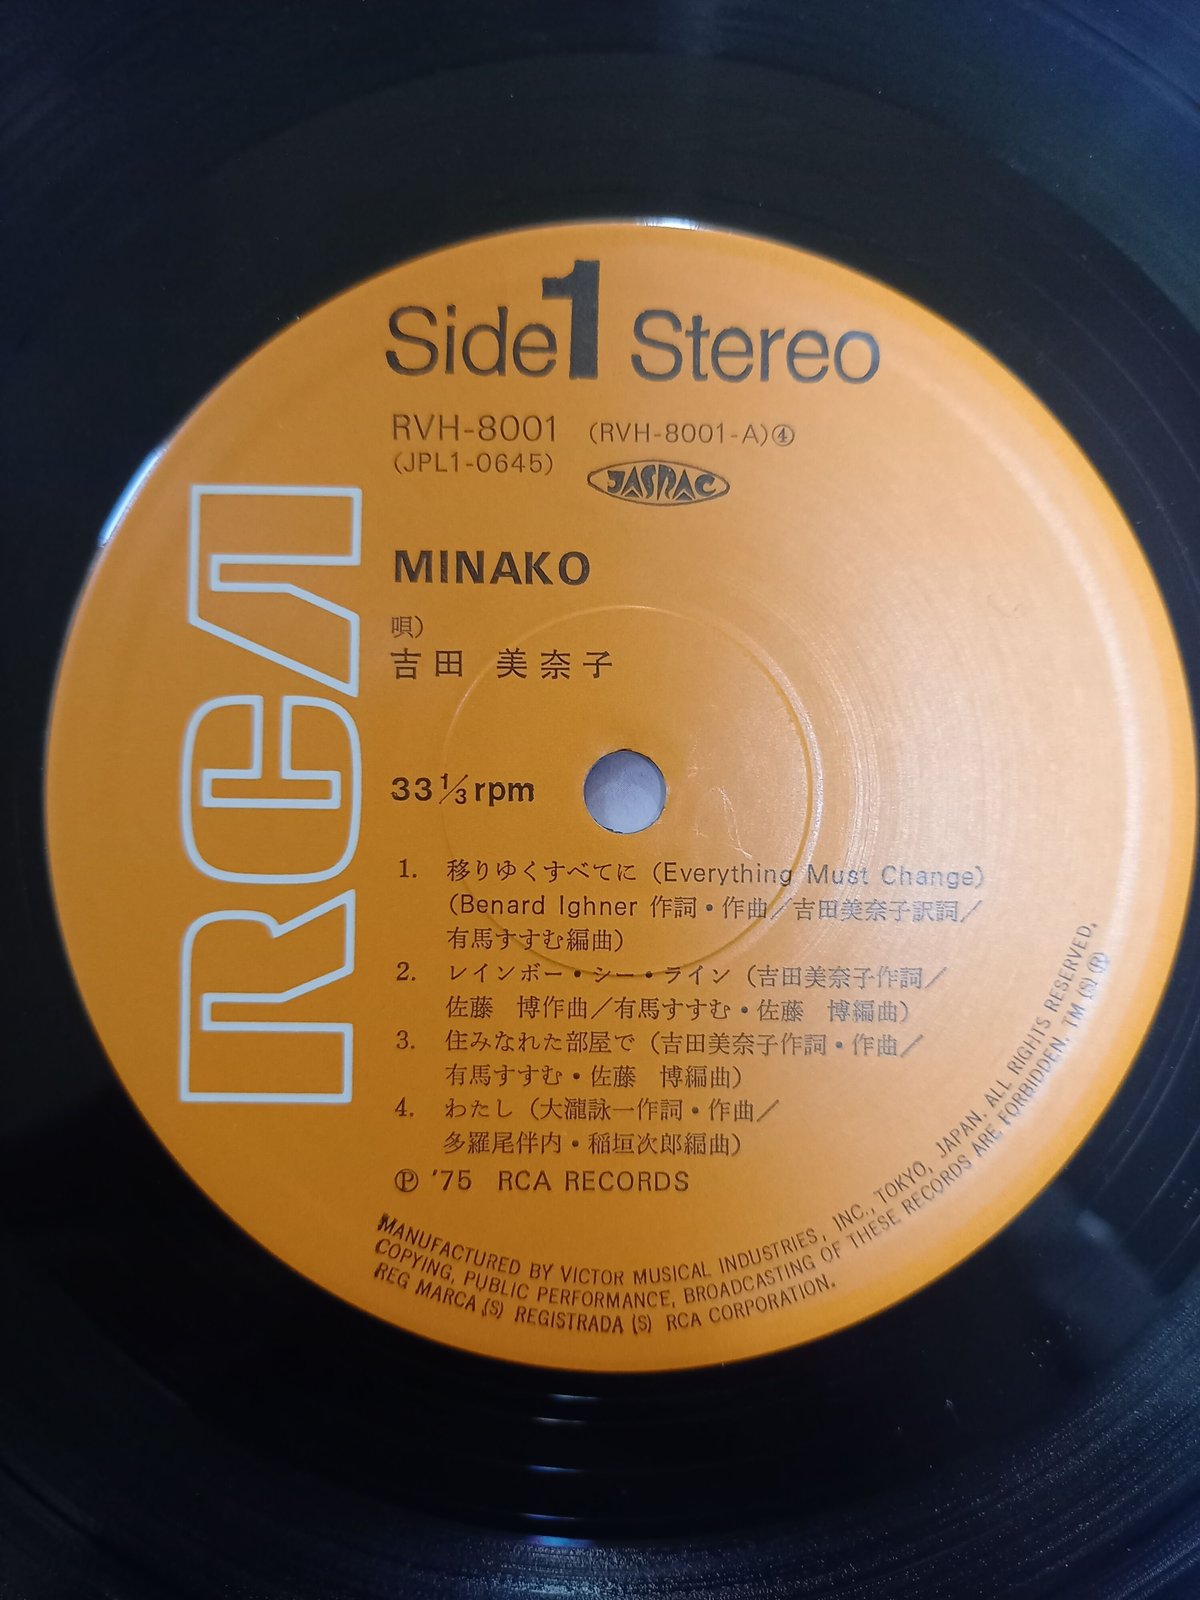 Side 1 Stereo
RVH-8001 (RVH-8001-A)④
(JPL1-0645)
JASRAC
RCA
MINAKO
唄)
吉田 美奈子
33 1/3 rpm
1. 移りゆくすべてに (Everything Must Change)
(Benard Ighner 作詞・作曲/吉田美奈子訳詞/
有馬すすむ編曲)
2. レインボー・シー・ライン (吉田美奈子作詞/
佐藤 博作曲/有馬すすむ・佐藤 博編曲)
3. 住みなれた部屋で (吉田美奈子作詞・作曲/
有馬すすむ・佐藤 博編曲)
4. わたし (大瀧詠一作詞・作曲/
多羅尾伴内・稲垣次郎編曲)
Ⓟ '75 RCA RECORDS
MANUFACTURED BY VICTOR MUSICAL INDUSTRIES, INC., TOKYO, JAPAN. ALL RIGHTS RESERVED.
COPYING, PUBLIC PERFORMANCE, BROADCASTING OF THESE RECORDS ARE FORBIDDEN. TM (S) Ⓡ
REG MARCA (S) REGISTRADA (S) RCA CORPORATION.